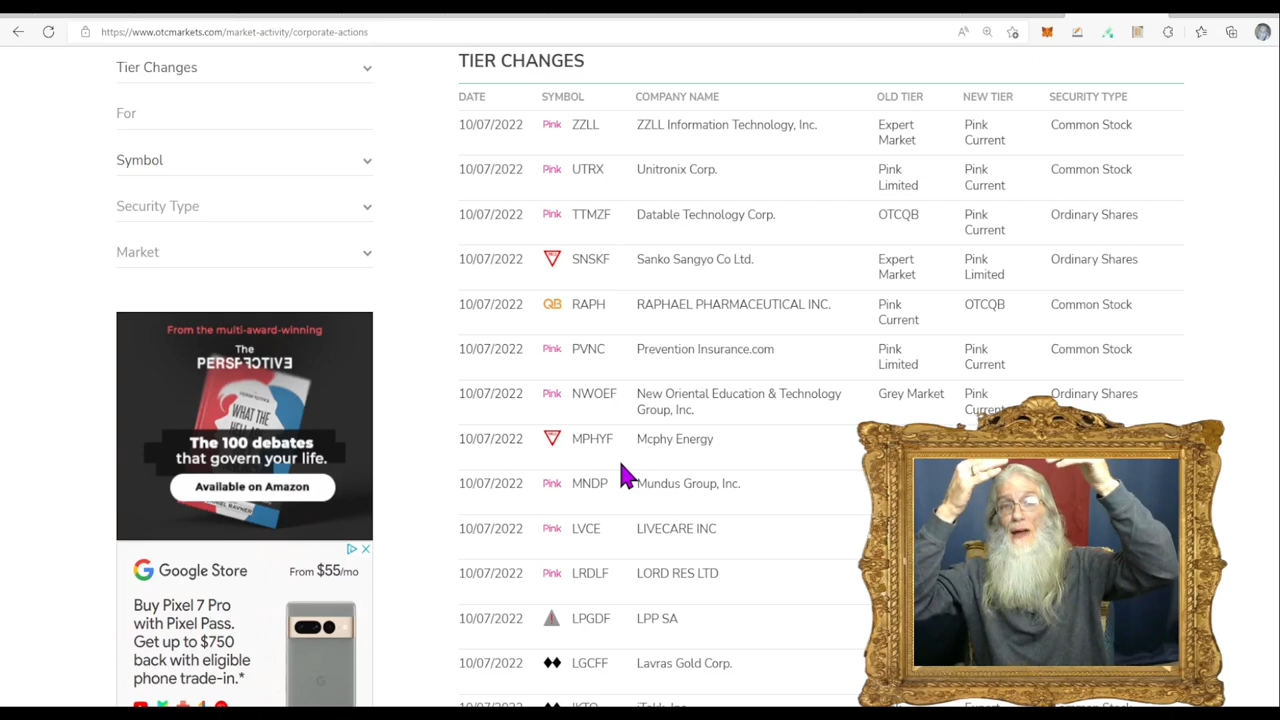 https://www.otcmarkets.com/market-activity/corporate-actions
Tier Changes
For
Symbol
Security Type
Market
From the multi-award-winning
The
PERSPECTIVE
WHAT THE
The 100 debates
that govern your life.
Available on Amazon
Google Store
From $55/mo
Buy Pixel 7 Pro
with Pixel Pass.
Get up to $750
back with eligible
phone trade-in.*
TIER CHANGES
DATE SYMBOL COMPANY NAME OLD TIER NEW TIER SECURITY TYPE
10/07/2022 Pink ZZLL ZZLL Information Technology, Inc. Expert Market Pink Current Common Stock
10/07/2022 Pink UTRX Unitronix Corp. Pink Limited Pink Current Common Stock
10/07/2022 Pink TTMZF Datable Technology Corp. OTCQB Pink Current Ordinary Shares
10/07/2022 SNSKF Sanko Sangyo Co Ltd. Expert Market Pink Limited Ordinary Shares
10/07/2022 QB RAPH RAPHAEL PHARMACEUTICAL INC. Pink Current OTCQB Common Stock
10/07/2022 Pink PVNC Prevention Insurance.com Pink Limited Pink Current Common Stock
10/07/2022 Pink NWOEF New Oriental Education & Technology Group, Inc. Grey Market Pink Current Ordinary Shares
10/07/2022 MPHYF Mcphy Energy
10/07/2022 Pink MNDP Mundus Group, Inc.
10/07/2022 Pink LVCE LIVECARE INC
10/07/2022 Pink LRDLF LORD RES LTD
10/07/2022 LPGDF LPP SA
10/07/2022 LGCFF Lavras Gold Corp.